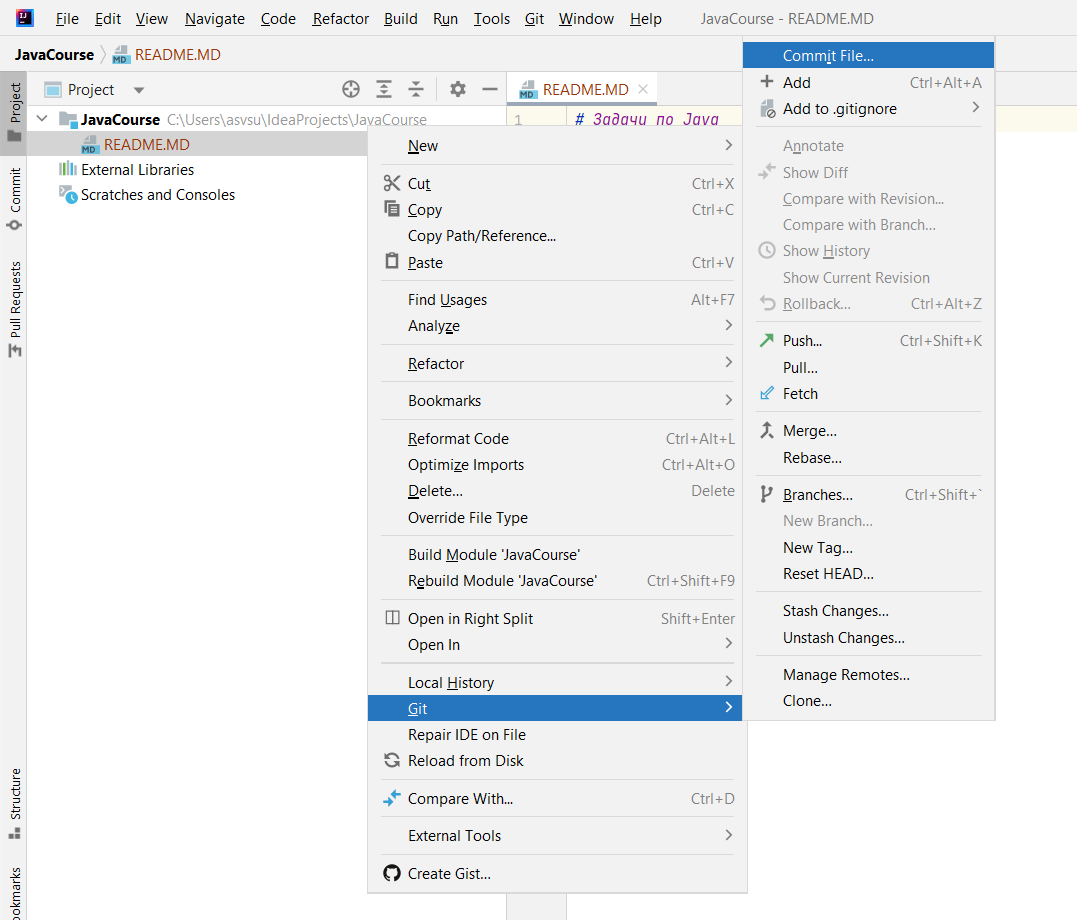 File Edit View Navigate Code Refactor Build Run Tools Git Window Help JavaCourse - README.MD
JavaCourse README.MD
Project
Commit
Pull Requests
Structure
Project
JavaCourse C:\Users\asvsu\IdeaProjects\JavaCourse
MD README.MD
External Libraries
Scratches and Consoles
MD README.MD
1 # Задачи по Java
New
Cut Ctrl+X
Copy Ctrl+C
Copy Path/Reference...
Paste Ctrl+V
Find Usages Alt+F7
Analyze
Refactor
Bookmarks
Reformat Code Ctrl+Alt+L
Optimize Imports Ctrl+Alt+O
Delete... Delete
Override File Type
Build Module 'JavaCourse'
Rebuild Module 'JavaCourse' Ctrl+Shift+F9
Open in Right Split Shift+Enter
Open In
Local History
Git
Repair IDE on File
Reload from Disk
Compare With... Ctrl+D
External Tools
Create Gist...
Commit File...
Add Ctrl+Alt+A
Add to .gitignore
Annotate
Show Diff
Compare with Revision...
Compare with Branch...
Show History
Show Current Revision
Rollback... Ctrl+Alt+Z
Push... Ctrl+Shift+K
Pull...
Fetch
Merge...
Rebase...
Branches... Ctrl+Shift+`
New Branch...
New Tag...
Reset HEAD...
Stash Changes...
Unstash Changes...
Manage Remotes...
Clone...